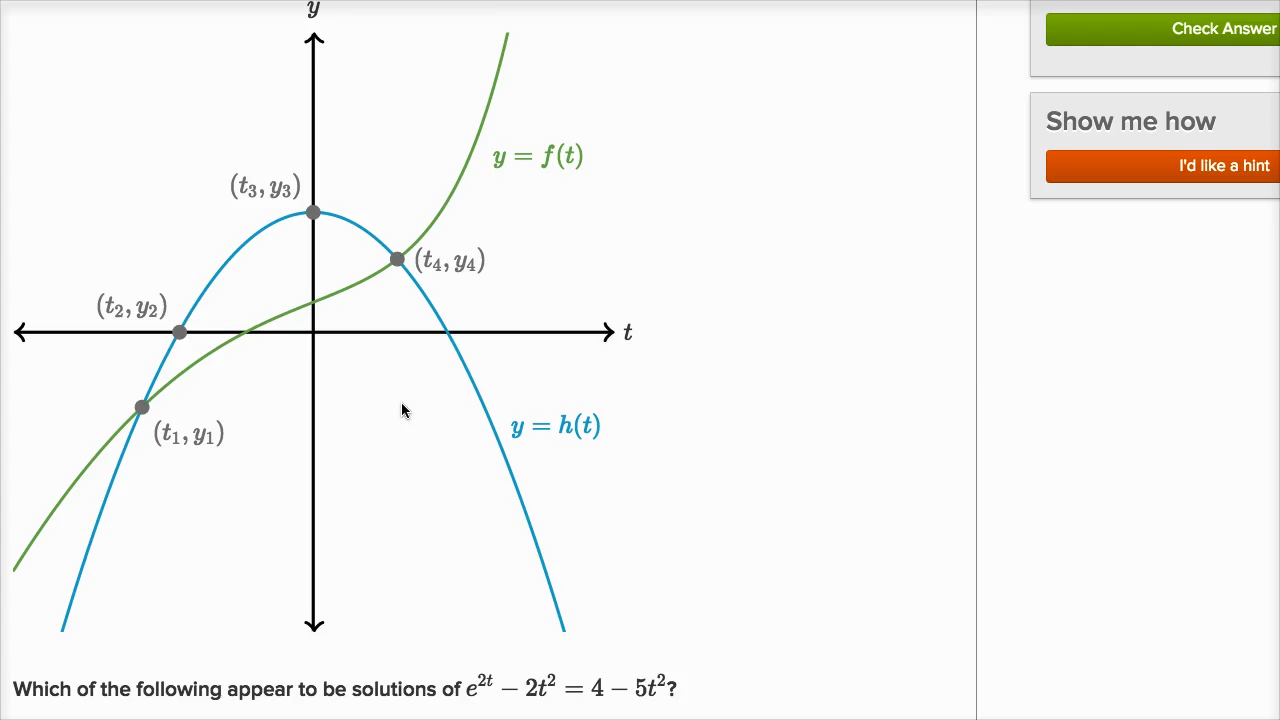 y
Check Answer
Show me how
I'd like a hint
y = f(t)
(t₃, y₃)
(t₄, y₄)
(t₂, y₂)
t
y = h(t)
(t₁, y₁)
Which of the following appear to be solutions of e²ᵗ − 2t² = 4 − 5t²?